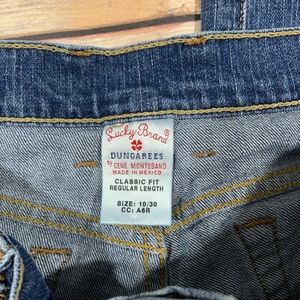 Lucky Brand
DUNGAREES
BY GENE MONTESANO
MADE IN MEXICO
CLASSIC FIT
REGULAR LENGTH
SIZE: 10/30
CC: A6R